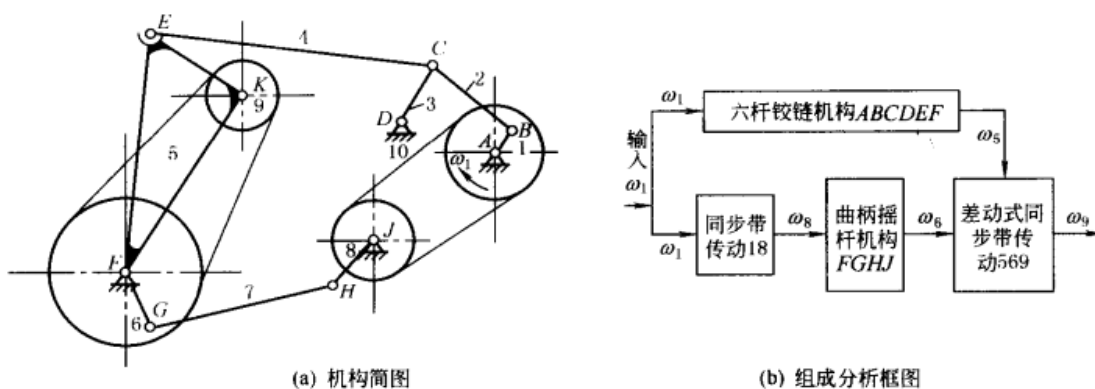 E
4
C
2
K
9
D
3
10
B
A
1
ω₁
5
J
8
F
H
7
G
6
(a) 机构简图
ω₁
六杆铰链机构ABCDEF
输入
ω₁
ω₅
ω₁
同步带
传动18
ω₈
曲柄摇
杆机构
FGHJ
ω₆
差动式同
步带传
动569
ω₉
(b) 组成分析框图